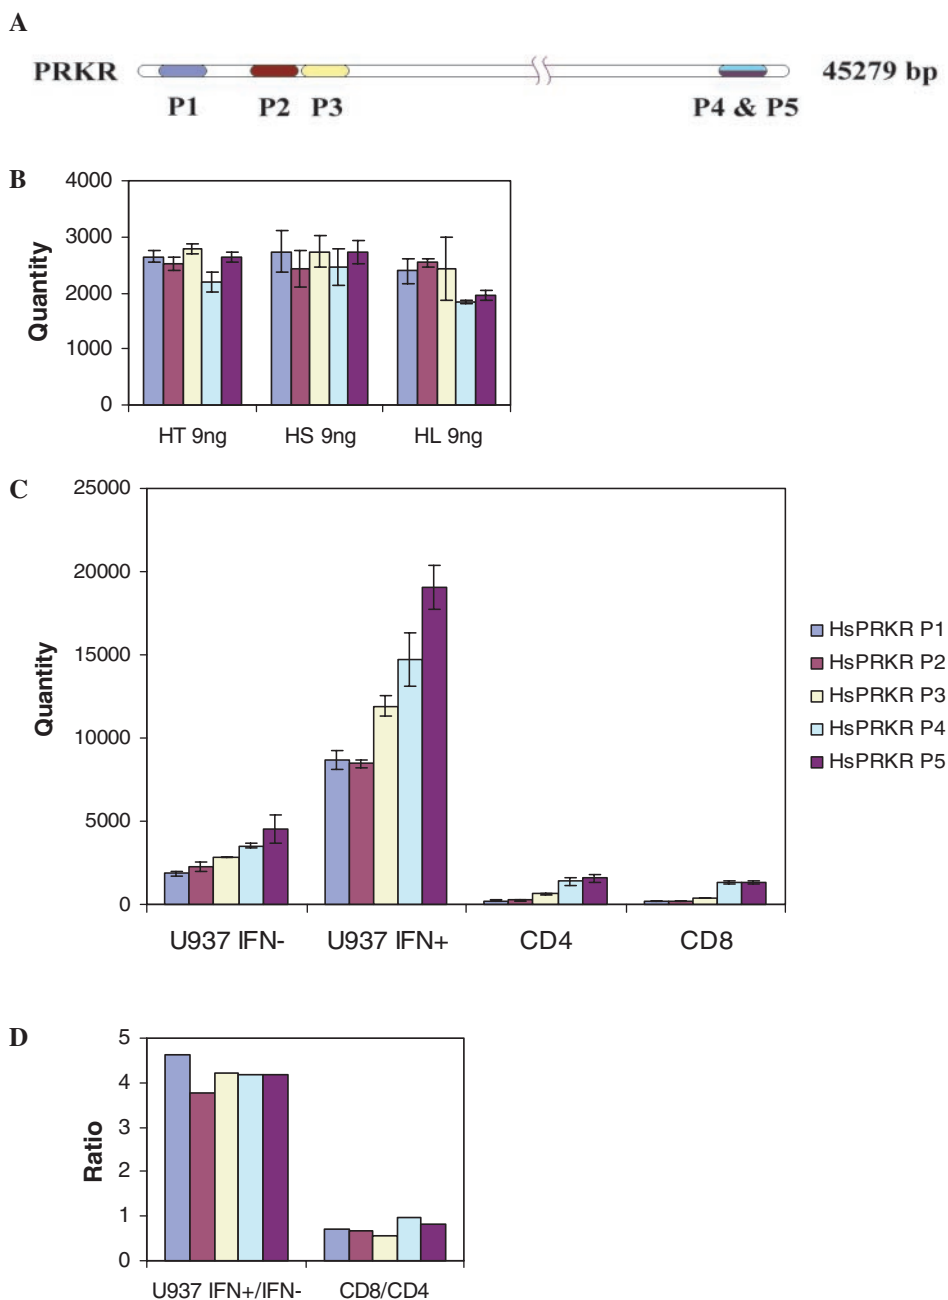 A
PRKR 45279 bp
P1 P2 P3 P4 & P5
B
Quantity
4000
3000
2000
1000
0
HT 9ng HS 9ng HL 9ng
C
Quantity
25000
20000
15000
10000
5000
0
U937 IFN- U937 IFN+ CD4 CD8
HsPRKR P1
HsPRKR P2
HsPRKR P3
HsPRKR P4
HsPRKR P5
D
Ratio
5
4
3
2
1
0
U937 IFN+/IFN- CD8/CD4